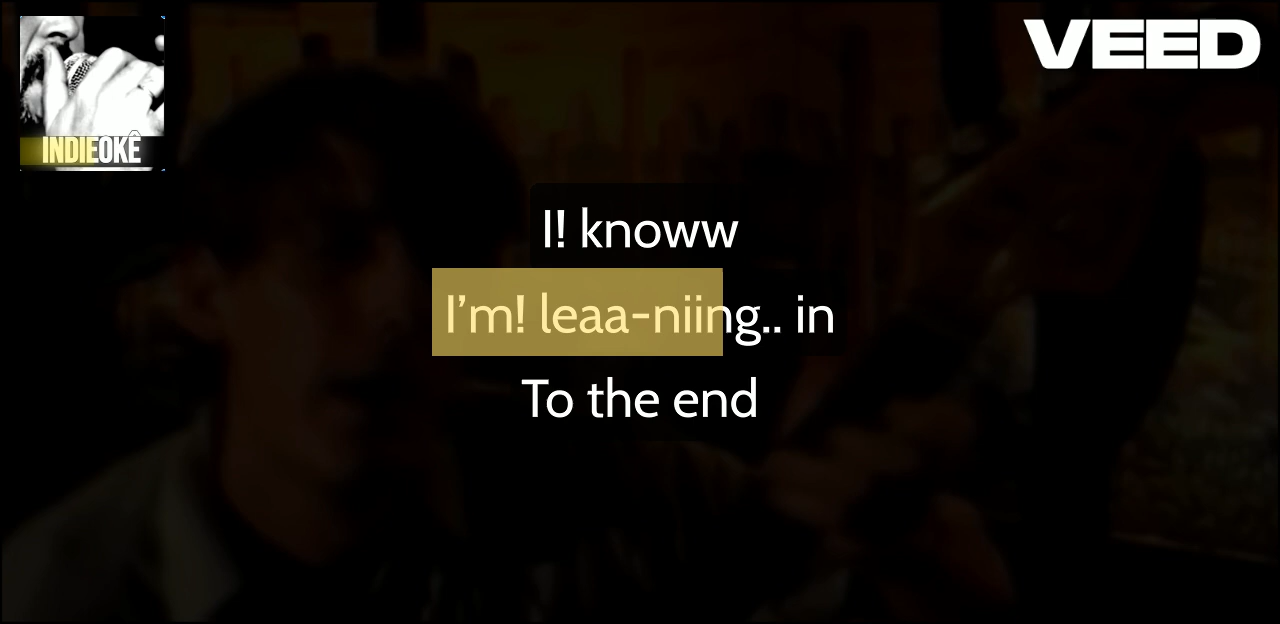 VEED
INDIEOKÊ
I! knoww
I'm! leaa-niing.. in
To the end